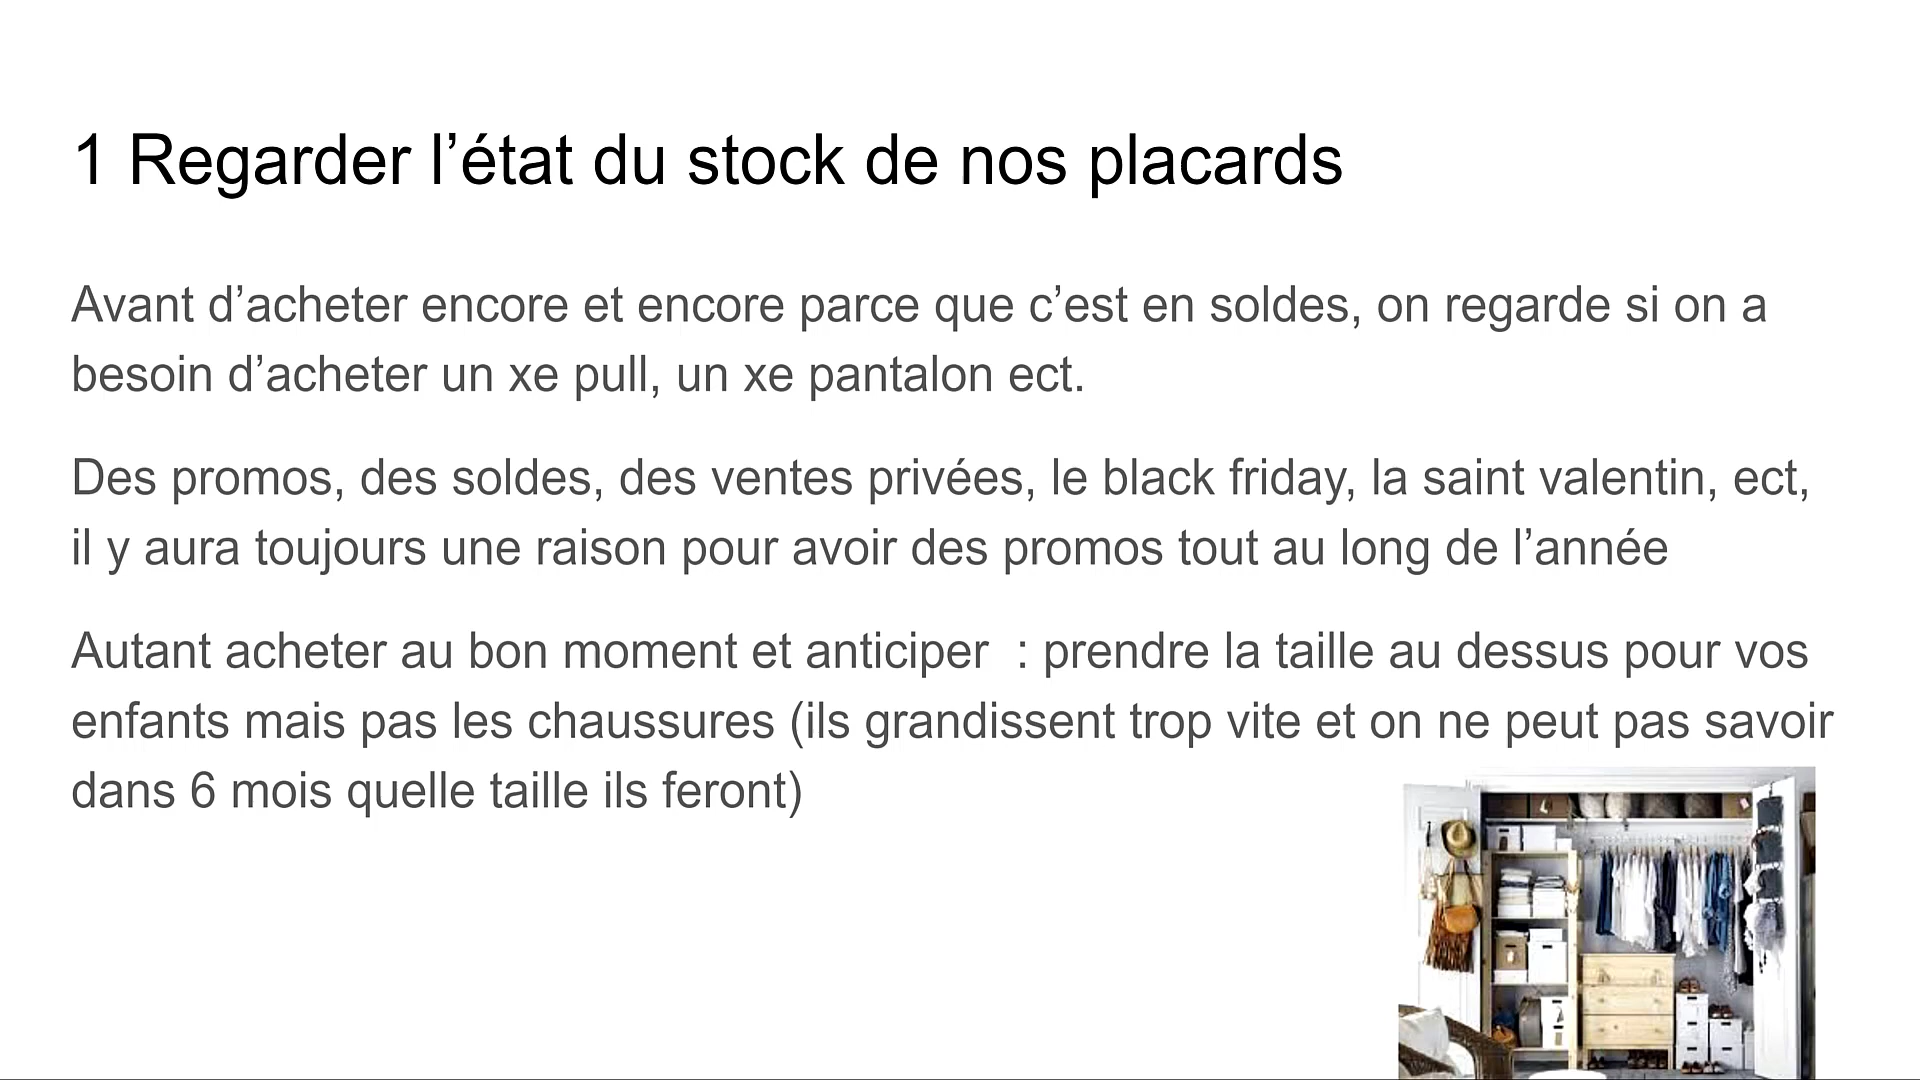 1 Regarder l’état du stock de nos placards
Avant d’acheter encore et encore parce que c’est en soldes, on regarde si on a
besoin d’acheter un xe pull, un xe pantalon ect.
Des promos, des soldes, des ventes privées, le black friday, la saint valentin, ect,
il y aura toujours une raison pour avoir des promos tout au long de l’année
Autant acheter au bon moment et anticiper  : prendre la taille au dessus pour vos
enfants mais pas les chaussures (ils grandissent trop vite et on ne peut pas savoir
dans 6 mois quelle taille ils feront)